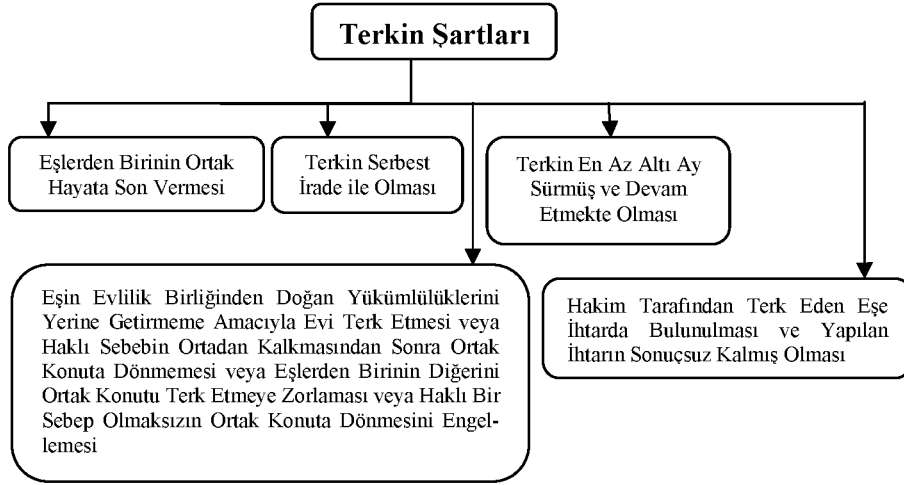 Terkin Şartları
Eşlerden Birinin Ortak
Hayata Son Vermesi
Terkin Serbest
İrade ile Olması
Terkin En Az Altı Ay
Sürmüş ve Devam
Etmekte Olması
Eşin Evlilik Birliğinden Doğan Yükümlülüklerini
Yerine Getirmeme Amacıyla Evi Terk Etmesi veya
Haklı Sebebin Ortadan Kalkmasından Sonra Ortak
Konuta Dönmemesi veya Eşlerden Birinin Diğerini
Ortak Konutu Terk Etmeye Zorlaması veya Haklı Bir
Sebep Olmaksızın Ortak Konuta Dönmesini Engel-
lemesi
Hakim Tarafından Terk Eden Eşe
İhtarda Bulunulması ve Yapılan
İhtarın Sonuçsuz Kalmış Olması